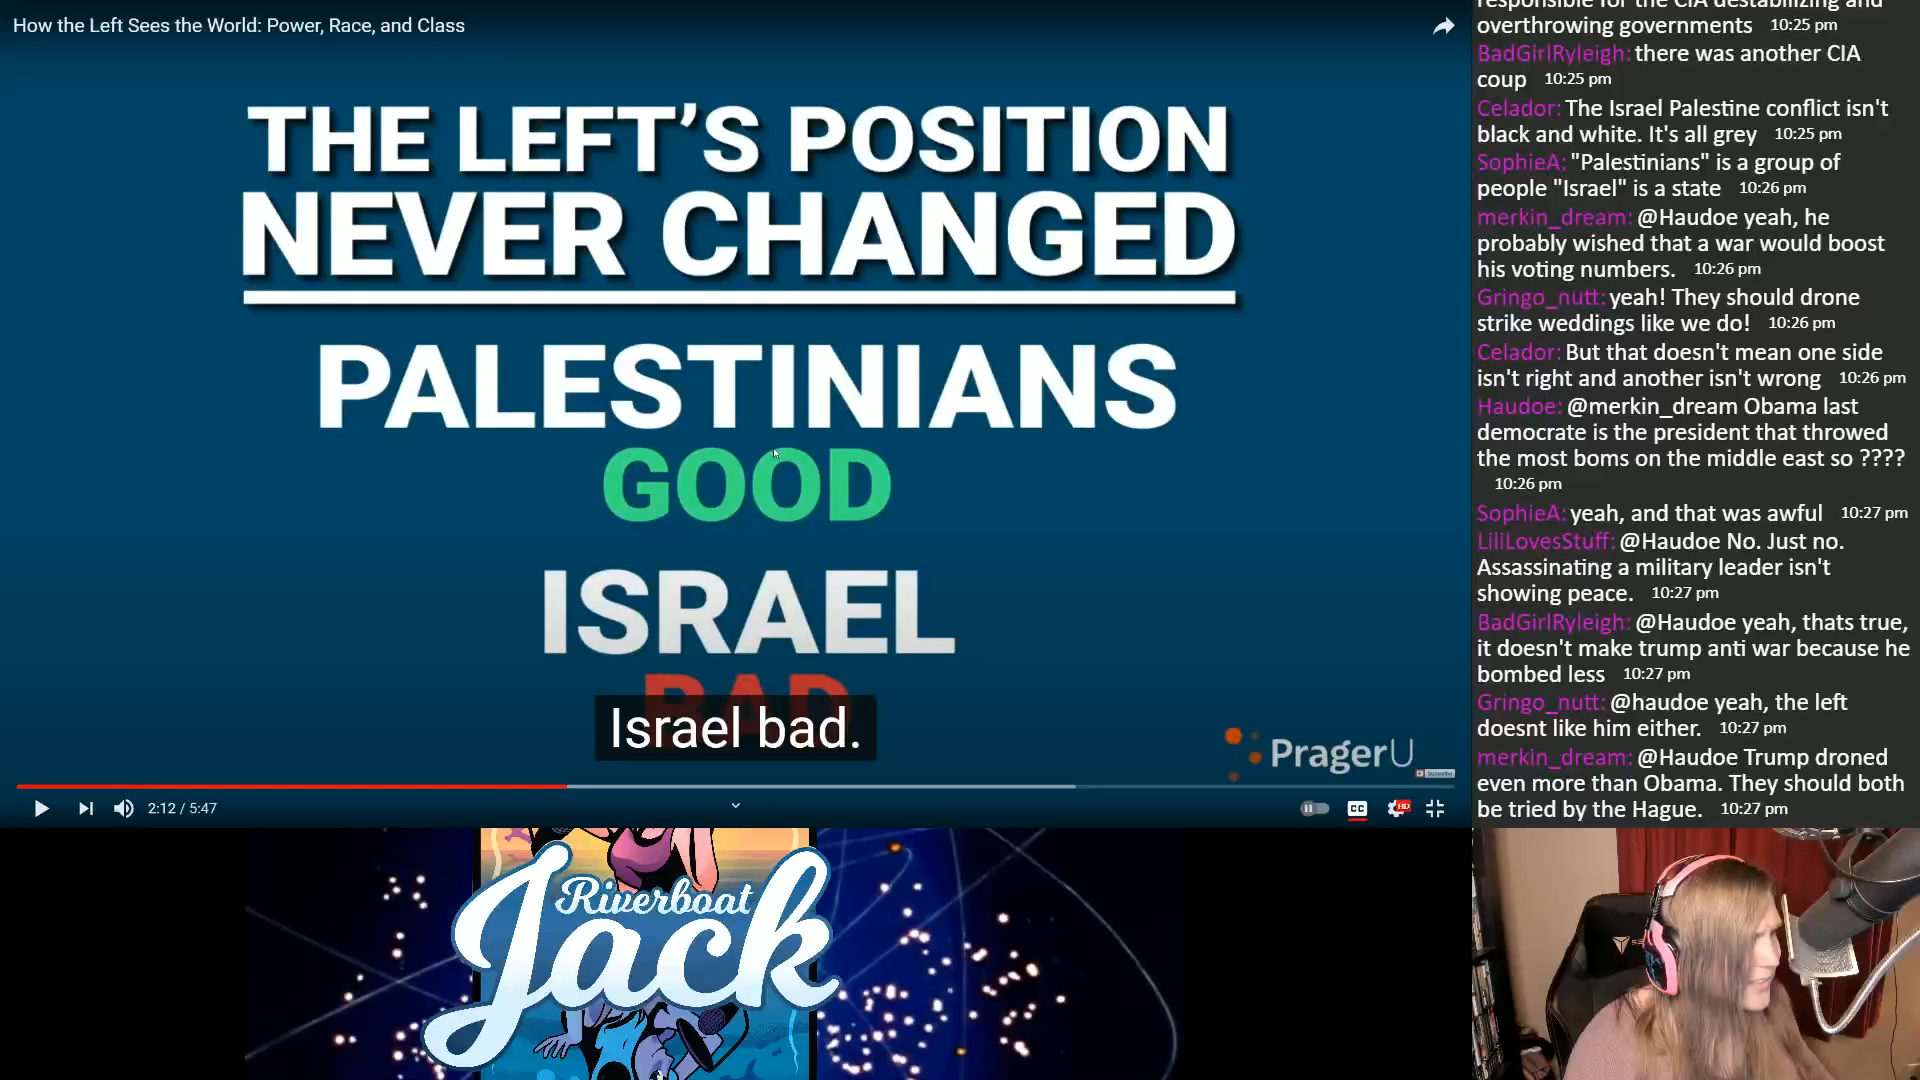 How the Left Sees the World: Power, Race, and Class
THE LEFT'S POSITION
NEVER CHANGED
PALESTINIANS
GOOD
ISRAEL
BAD
Israel bad.
PragerU
2:12 / 5:47
CC
HD
Riverboat
Jack
responsible for the CIA destabilizing and
overthrowing governments 10:25 pm
BadGirlRyleigh: there was another CIA
coup 10:25 pm
Celador: The Israel Palestine conflict isn't
black and white. It's all grey 10:25 pm
SophieA: "Palestinians" is a group of
people "Israel" is a state 10:26 pm
merkin_dream: @Haudoe yeah, he
probably wished that a war would boost
his voting numbers. 10:26 pm
Gringo_nutt: yeah! They should drone
strike weddings like we do! 10:26 pm
Celador: But that doesn't mean one side
isn't right and another isn't wrong 10:26 pm
Haudoe: @merkin_dream Obama last
democrate is the president that throwed
the most boms on the middle east so ????
10:26 pm
SophieA: yeah, and that was awful 10:27 pm
LiliLovesStuff: @Haudoe No. Just no.
Assassinating a military leader isn't
showing peace. 10:27 pm
BadGirlRyleigh: @Haudoe yeah, thats true,
it doesn't make trump anti war because he
bombed less 10:27 pm
Gringo_nutt: @haudoe yeah, the left
doesnt like him either. 10:27 pm
merkin_dream: @Haudoe Trump droned
even more than Obama. They should both
be tried by the Hague. 10:27 pm